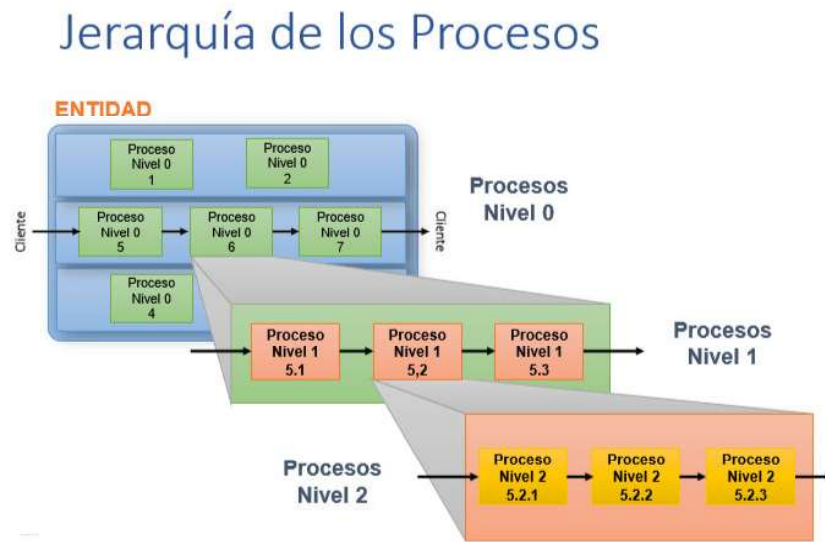 Jerarquía de los Procesos
ENTIDAD
Proceso
Nivel 0
1
Proceso
Nivel 0
2
Procesos
Nivel 0
Cliente
Proceso
Nivel 0
5
Proceso
Nivel 0
6
Proceso
Nivel 0
7
Cliente
Proceso
Nivel 0
4
Proceso
Nivel 1
5.1
Proceso
Nivel 1
5,2
Proceso
Nivel 1
5.3
Procesos
Nivel 1
Procesos
Nivel 2
Proceso
Nivel 2
5.2.1
Proceso
Nivel 2
5.2.2
Proceso
Nivel 2
5.2.3